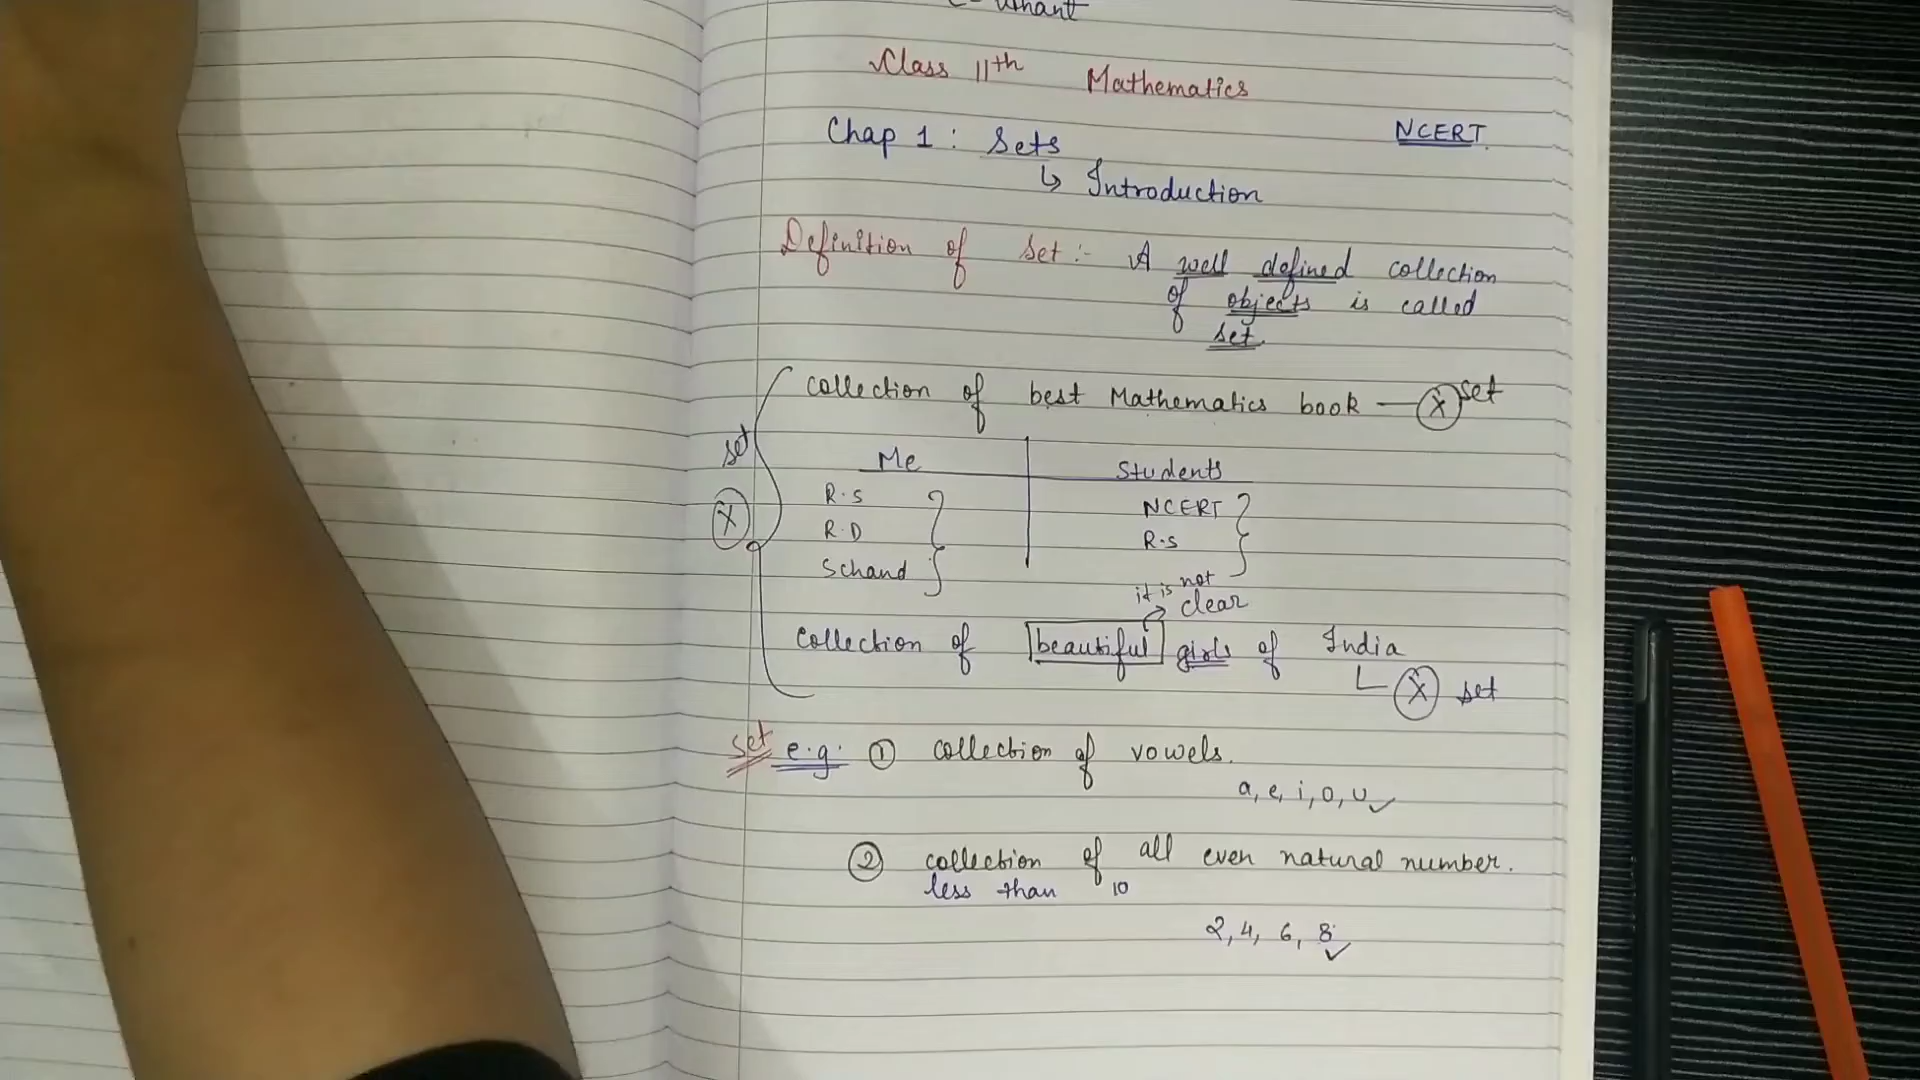 Class 11th Mathematics
Chap 1 : Sets NCERT
↳ Introduction
Definition of Set :- A well defined collection
of objects is called
set.
Collection of best Mathematics book — X set
set
Me Students
R.S NCERT
X
R.D R.S
Schand
it is not
clear
Collection of beautiful girls of India
X set
set e.g. ① collection of vowels.
a, e, i, o, u ✓
② collection of all even natural number.
less than 10
2, 4, 6, 8 ✓